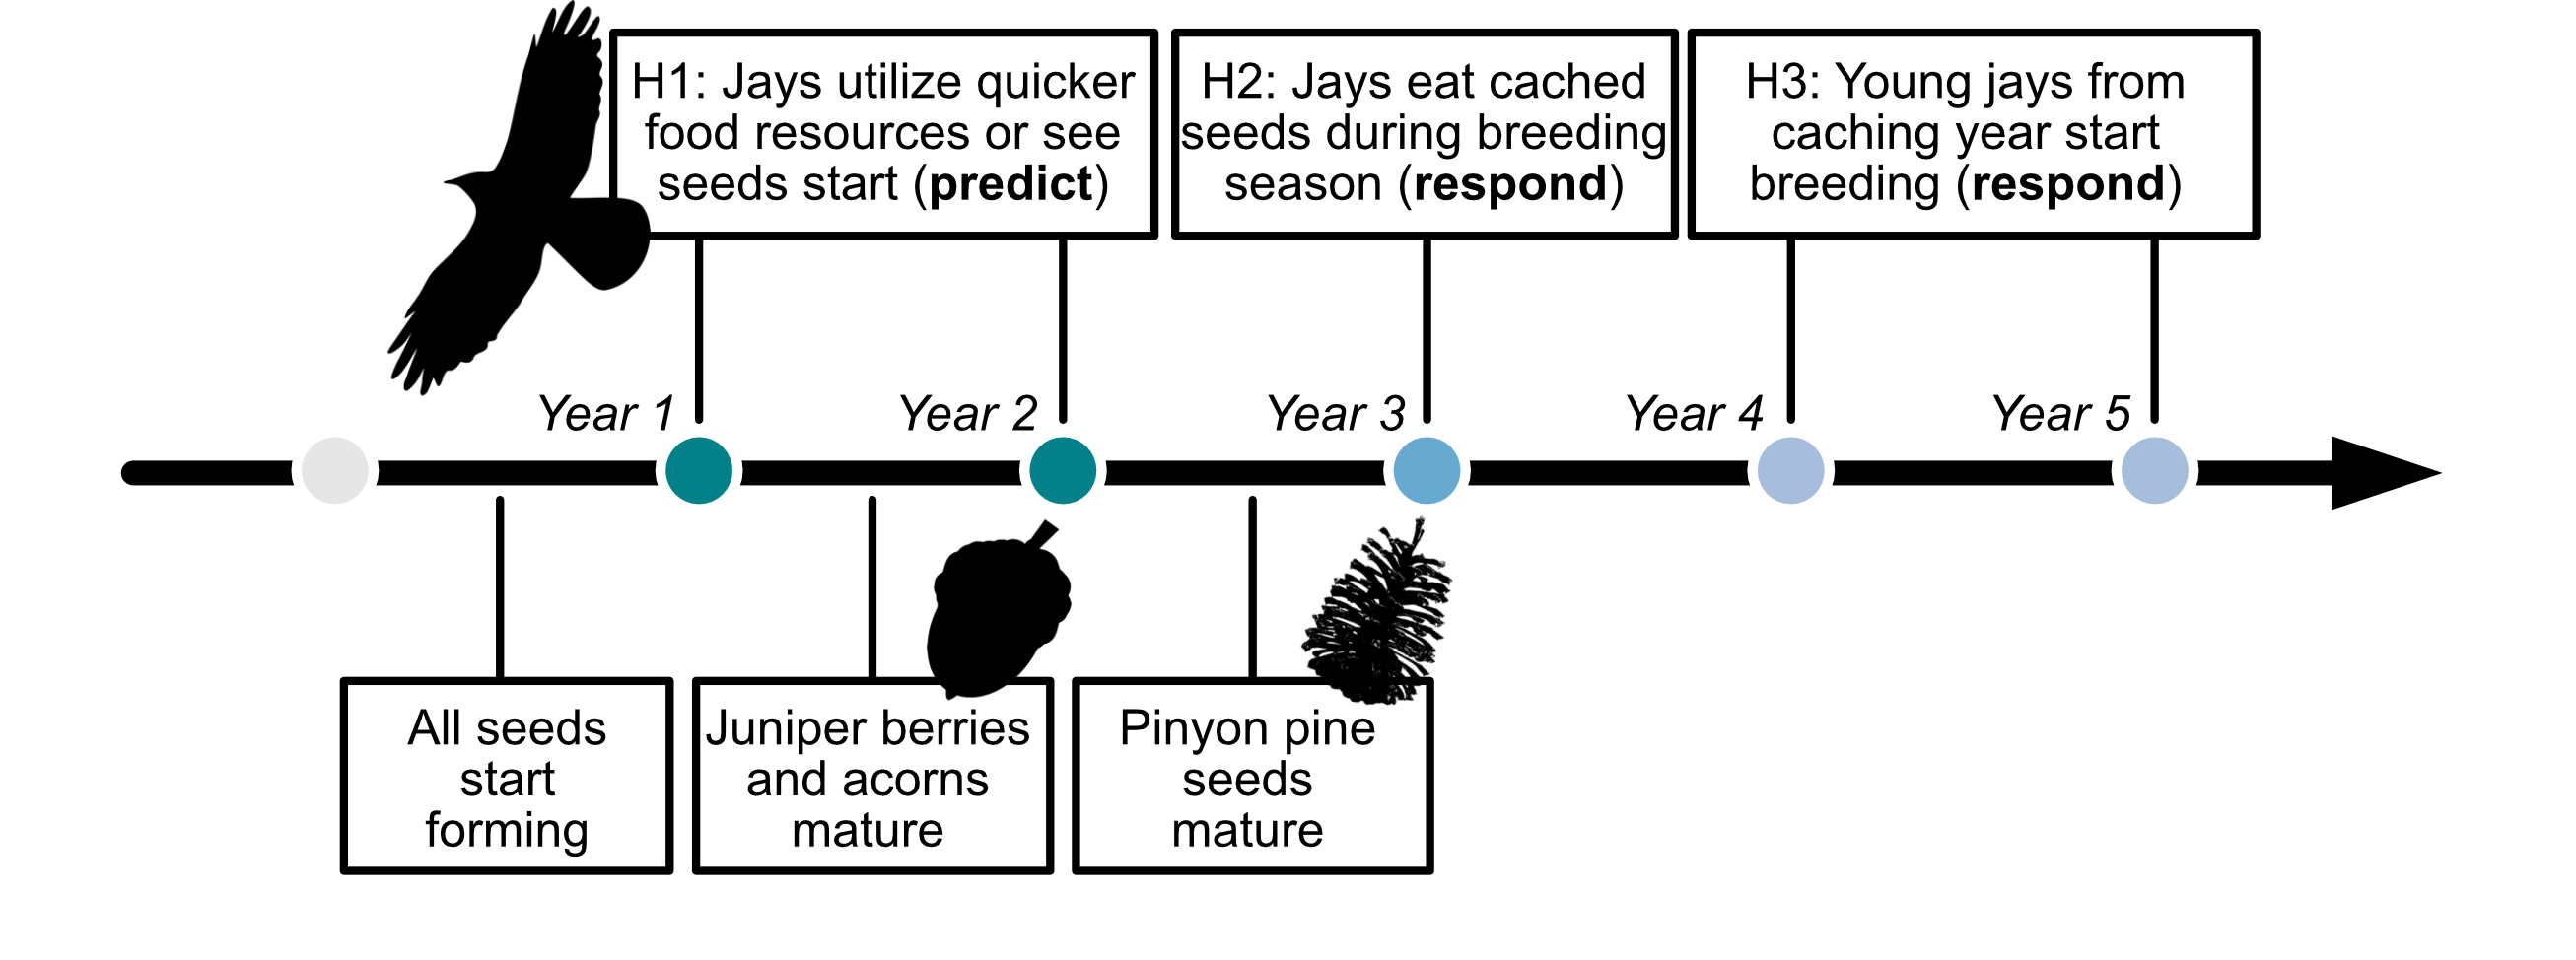 H1: Jays utilize quicker
food resources or see
seeds start (predict)
H2: Jays eat cached
seeds during breeding
season (respond)
H3: Young jays from
caching year start
breeding (respond)
Year 1
Year 2
Year 3
Year 4
Year 5
All seeds
start
forming
Juniper berries
and acorns
mature
Pinyon pine
seeds
mature